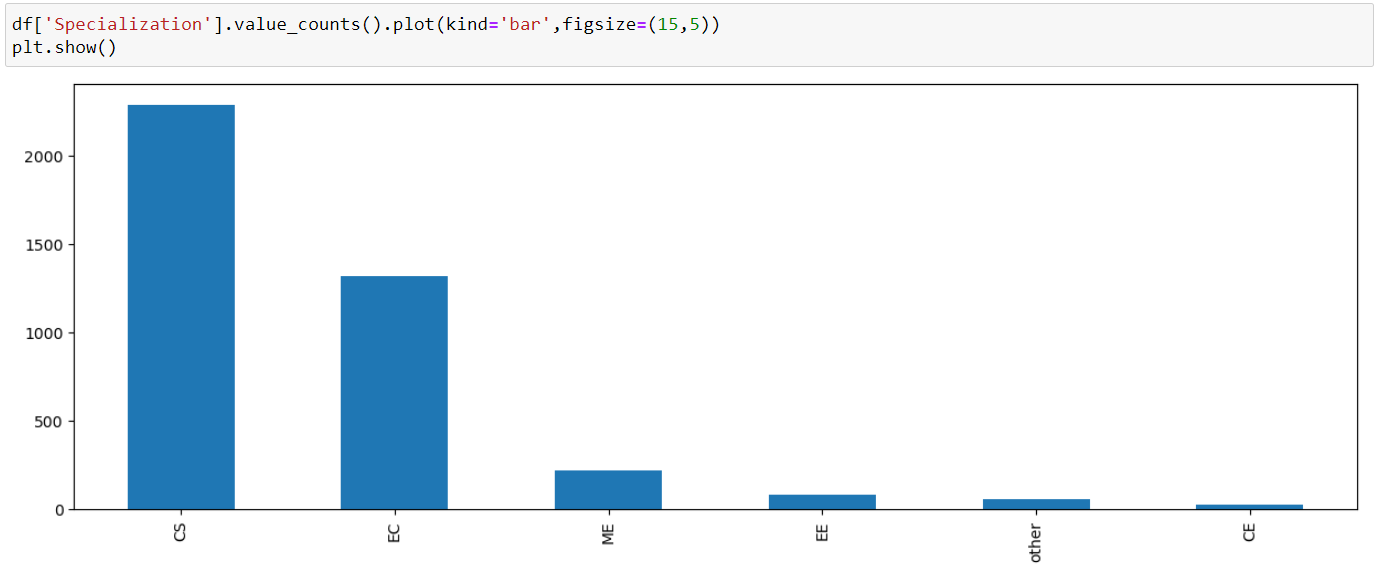 df['Specialization'].value_counts().plot(kind='bar',figsize=(15,5))
plt.show()
2000
1500
1000
500
0
CS
EC
ME
EE
other
CE